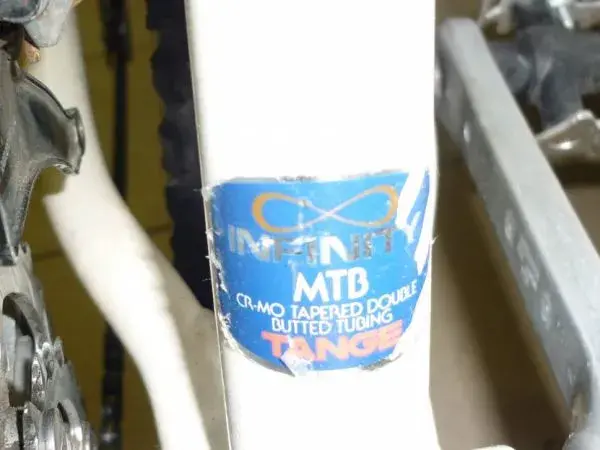 INFINITY
MTB
CR-MO TAPERED DOUBLE
BUTTED TUBING
TANGE